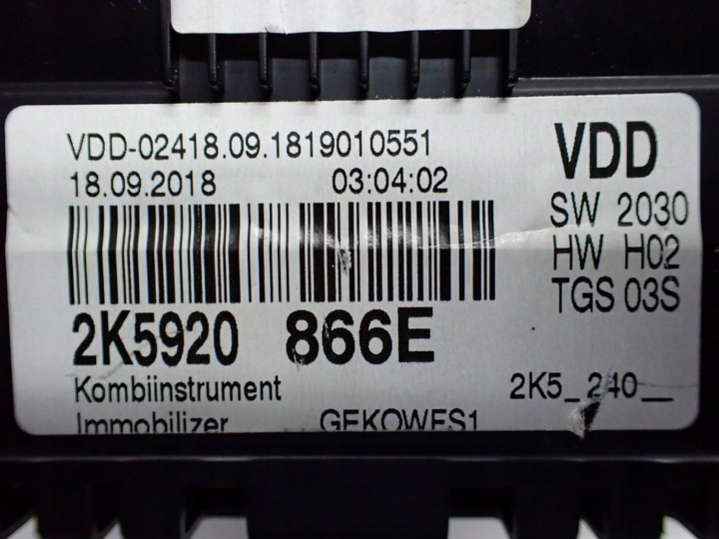 VDD-02418.09.1819010551
18.09.2018 03:04:02
VDD
SW 2030
HW H02
TGS 03S
2K5920 866E
Kombiinstrument
2K5_240__
Immobilizer GEKOWES1